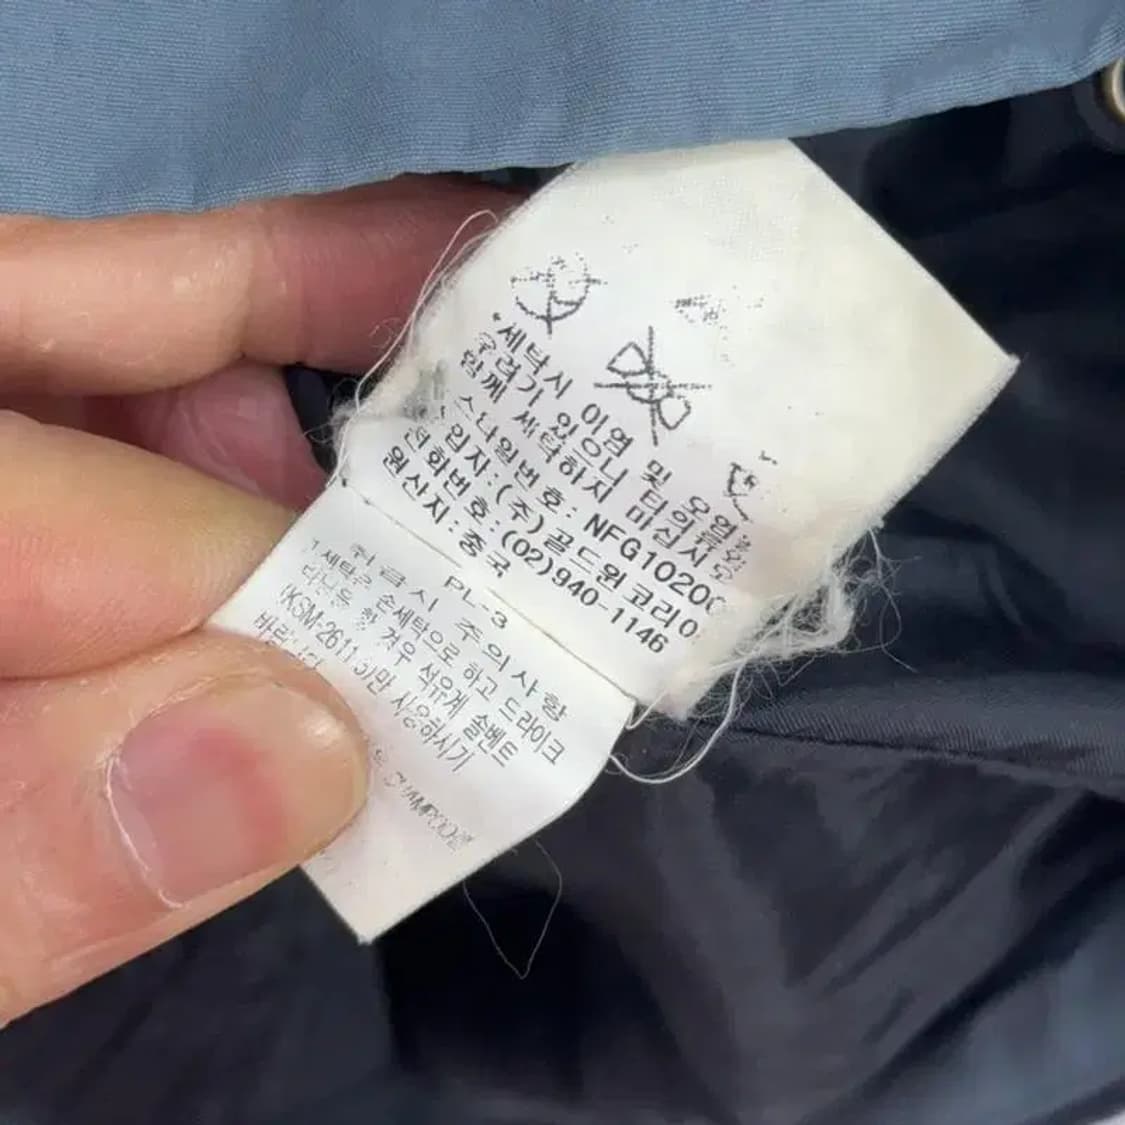 *세탁시 이염 및 오염될
우려가 있으니 타의류와
함께 세탁하지 마십시오
스타일번호: NFG10200
입자:(주)골드윈코리아
전화번호:(02)940-1146
원산지:중국
취급시 주의사항
PL-3
1.세탁은 손세탁으로 하고 드라이크
리닝을 할 경우 석유계 솔벤트
(KSM-2611 3)만 사용하시기
바랍니다